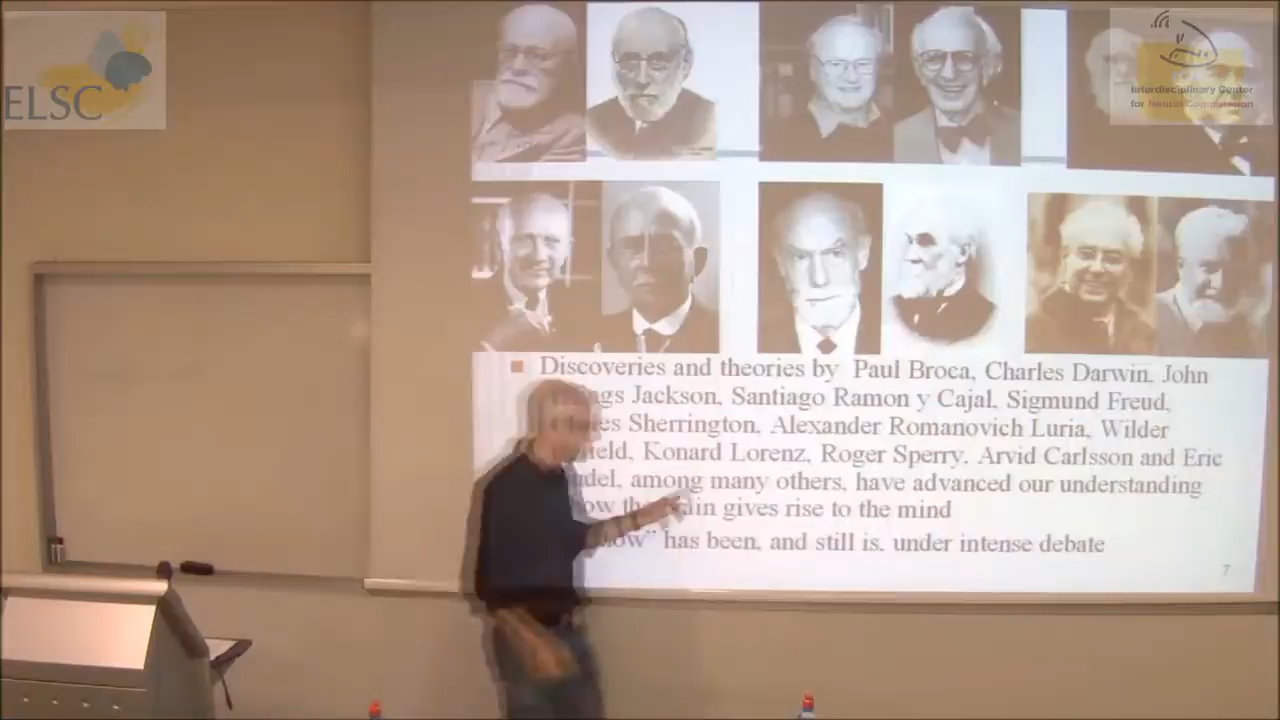 ELSC
Interdisciplinary Center
for Neural Computation
Discoveries and theories by Paul Broca, Charles Darwin, John
Jackson, Santiago Ramon y Cajal, Sigmund Freud,
Sherrington, Alexander Romanovich Luria, Wilder
Konard Lorenz, Roger Sperry, Arvid Carlsson and Eric
among many others, have advanced our understanding
gives rise to the mind
has been, and still is, under intense debate
7